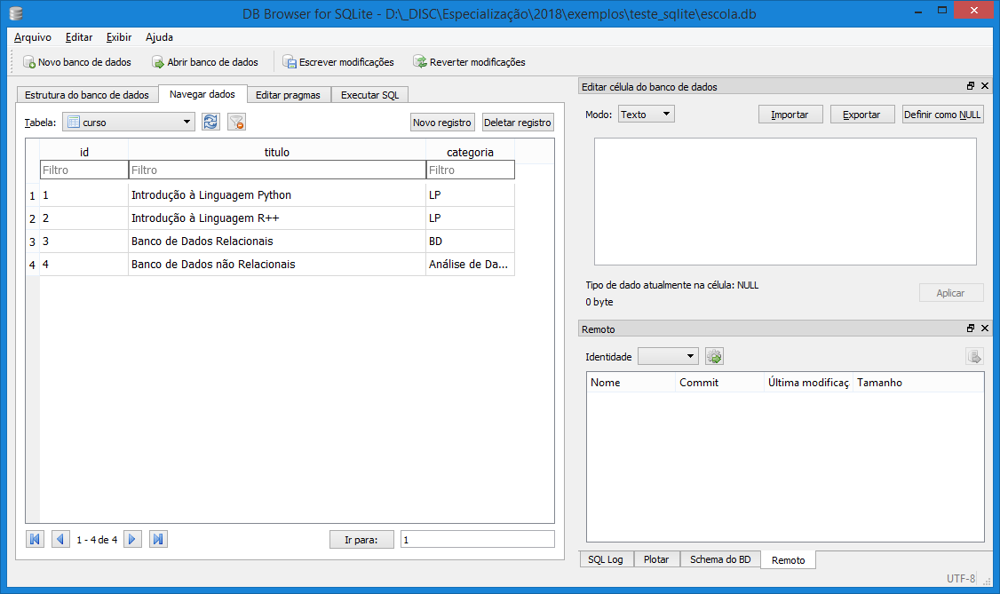 DB Browser for SQLite - D:\_DISC\Especialização\2018\exemplos\teste_sqlite\escola.db
Arquivo Editar Exibir Ajuda
Novo banco de dados Abrir banco de dados Escrever modificações Reverter modificações
Estrutura do banco de dados Navegar dados Editar pragmas Executar SQL
Tabela: curso Novo registro Deletar registro
id titulo categoria
Filtro Filtro Filtro
1 1 Introdução à Linguagem Python LP
2 2 Introdução à Linguagem R++ LP
3 3 Banco de Dados Relacionais BD
4 4 Banco de Dados não Relacionais Análise de Da...
1 - 4 de 4 Ir para: 1
Editar célula do banco de dados
Modo: Texto Importar Exportar Definir como NULL
Tipo de dado atualmente na célula: NULL
0 byte
Aplicar
Remoto
Identidade
Nome Commit Última modificaç Tamanho
SQL Log Plotar Schema do BD Remoto
UTF-8